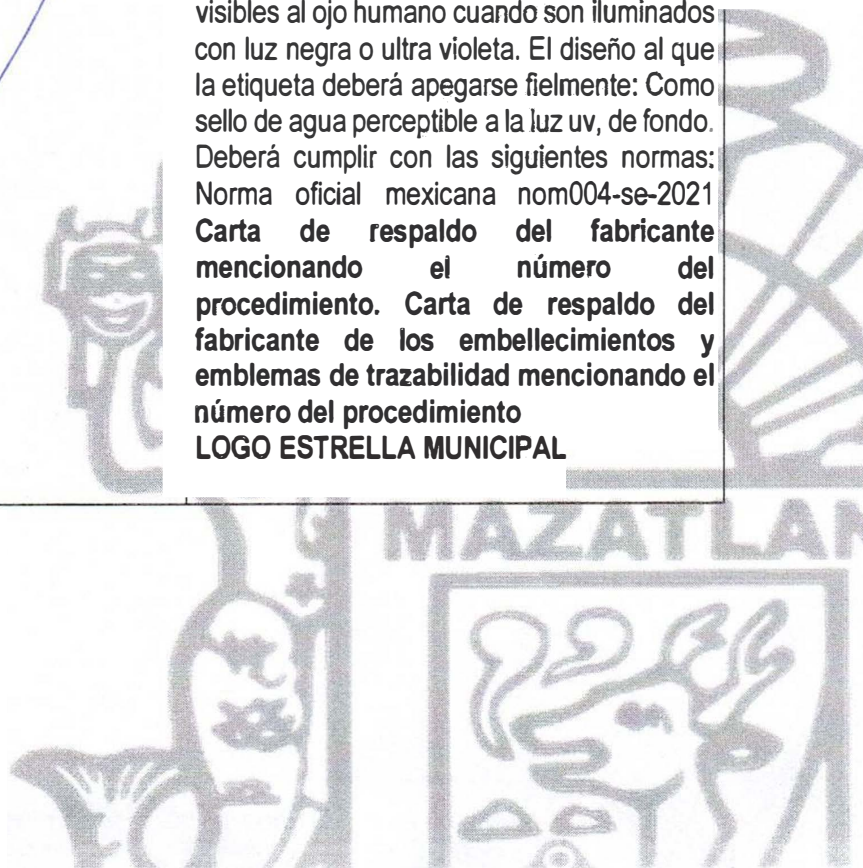 visibles al ojo humano cuando son iluminados
con luz negra o ultra violeta. El diseño al que
la etiqueta deberá apegarse fielmente: Como
sello de agua perceptible a la luz uv, de fondo.
Deberá cumplir con las siguientes normas:
Norma oficial mexicana nom004-se-2021
Carta de respaldo del fabricante
mencionando el número del
procedimiento. Carta de respaldo del
fabricante de los embellecimientos y
emblemas de trazabilidad mencionando el
número del procedimiento
LOGO ESTRELLA MUNICIPAL
MAZATLAN